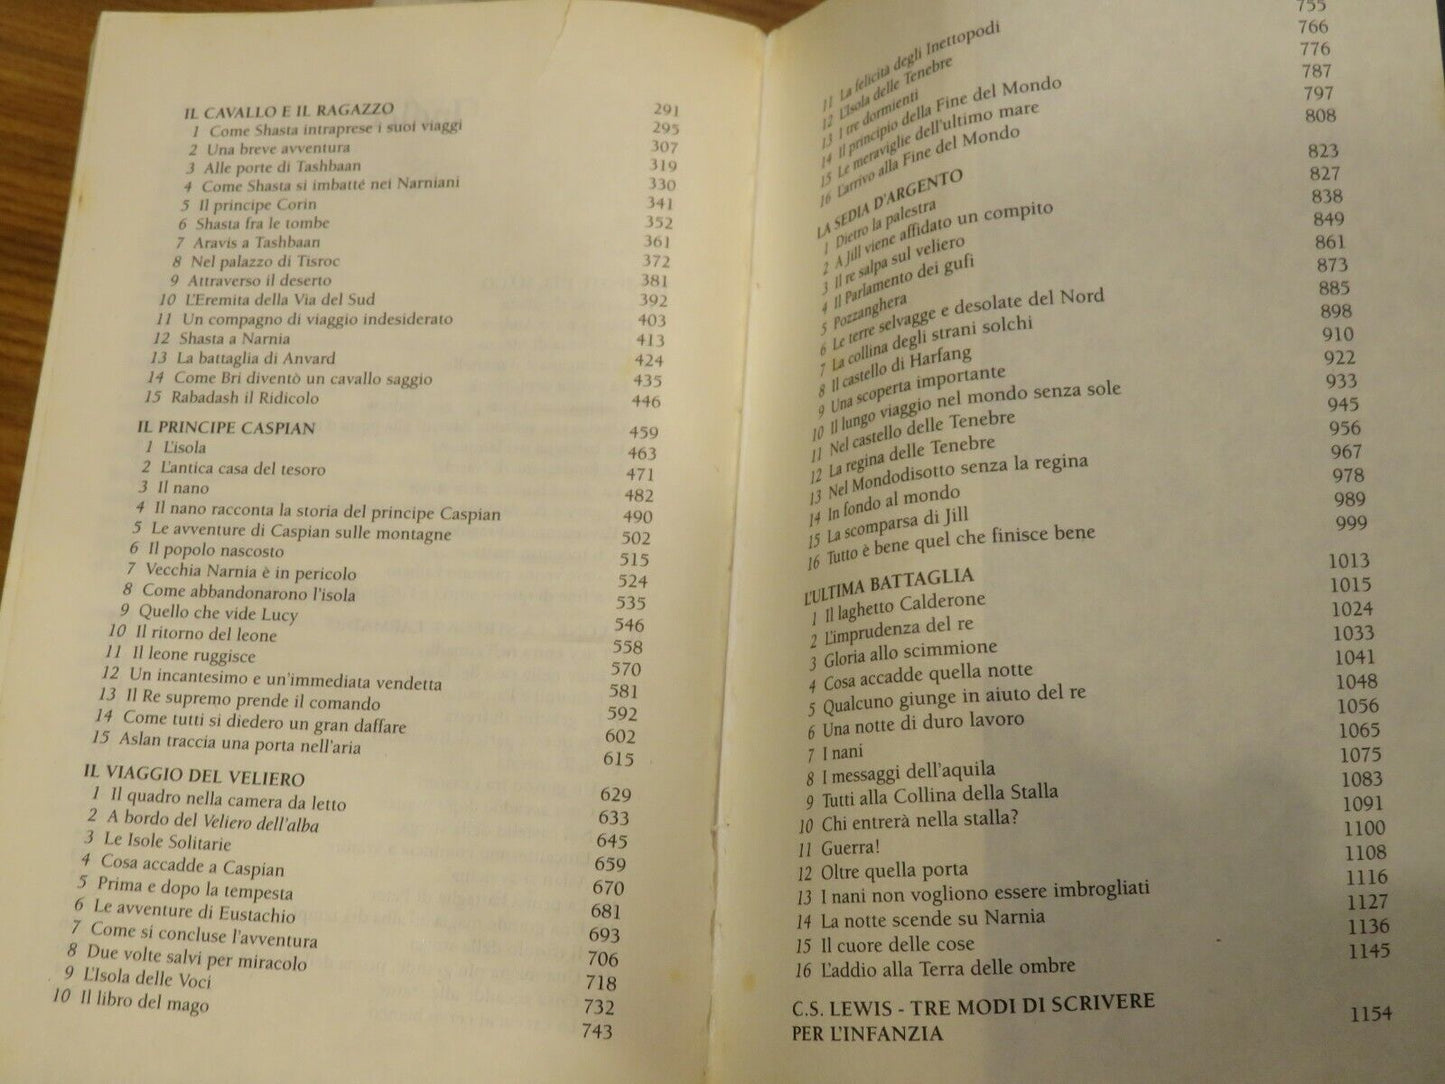 IL CAVALLO E IL RAGAZZO 291
1 Come Shasta intraprese i suoi viaggi 295
2 Una breve avventura 307
3 Alle porte di Tashbaan 319
4 Come Shasta si imbatté nei Narniani 330
5 Il principe Corin 341
6 Shasta fra le tombe 352
7 Aravis a Tashbaan 361
8 Nel palazzo di Tisroc 372
9 Attraverso il deserto 381
10 L'Eremita della Via del Sud 392
11 Un compagno di viaggio indesiderato 403
12 Shasta a Narnia 413
13 La battaglia di Anvard 424
14 Come Bri diventò un cavallo saggio 435
15 Rabadash il Ridicolo 446
IL PRINCIPE CASPIAN 459
1 L'isola 463
2 L'antica casa del tesoro 471
3 Il nano 482
4 Il nano racconta la storia del principe Caspian 490
5 Le avventure di Caspian sulle montagne 502
6 Il popolo nascosto 515
7 Vecchia Narnia è in pericolo 524
8 Come abbandonarono l'isola 535
9 Quello che vide Lucy 546
10 Il ritorno del leone 558
11 Il leone ruggisce 570
12 Un incantesimo e un'immediata vendetta 581
13 Il Re supremo prende il comando 592
14 Come tutti si diedero un gran daffare 602
15 Aslan traccia una porta nell'aria 615
IL VIAGGIO DEL VELIERO 629
1 Il quadro nella camera da letto 633
2 A bordo del Veliero dell'alba 645
3 Le Isole Solitarie 659
4 Cosa accadde a Caspian 670
5 Prima e dopo la tempesta 681
6 Le avventure di Eustachio 693
7 Come si concluse l'avventura 706
8 Due volte salvi per miracolo 718
9 L'Isola delle Voci 732
10 Il libro del mago 743
11 La felicità degli Inettopodi 755
12 L'Isola delle Tenebre 766
13 I tre dormienti 776
14 Il principio della Fine del Mondo 787
15 Le meraviglie dell'ultimo mare 797
16 L'arrivo alla Fine del Mondo 808
LA SEDIA D'ARGENTO 823
1 Dietro la palestra 827
2 A Jill viene affidato un compito 838
3 Il re salpa sul veliero 849
4 Il Parlamento dei gufi 861
5 Pozzanghera 873
6 Le terre selvagge e desolate del Nord 885
7 La collina degli strani solchi 898
8 Il castello di Harfang 910
9 Una scoperta importante 922
10 Il lungo viaggio nel mondo senza sole 933
11 Nel castello delle Tenebre 945
12 La regina delle Tenebre 956
13 Nel Mondodisotto senza la regina 967
14 In fondo al mondo 978
15 La scomparsa di Jill 989
16 Tutto è bene quel che finisce bene 999
L'ULTIMA BATTAGLIA 1013
1 Il laghetto Calderone 1015
2 L'imprudenza del re 1024
3 Gloria allo scimmione 1033
4 Cosa accadde quella notte 1041
5 Qualcuno giunge in aiuto del re 1048
6 Una notte di duro lavoro 1056
7 I nani 1065
8 I messaggi dell'aquila 1075
9 Tutti alla Collina della Stalla 1083
10 Chi entrerà nella stalla? 1091
11 Guerra! 1100
12 Oltre quella porta 1108
13 I nani non vogliono essere imbrogliati 1116
14 La notte scende su Narnia 1127
15 Il cuore delle cose 1136
16 L'addio alla Terra delle ombre 1145
C.S. LEWIS - TRE MODI DI SCRIVERE
PER L'INFANZIA 1154